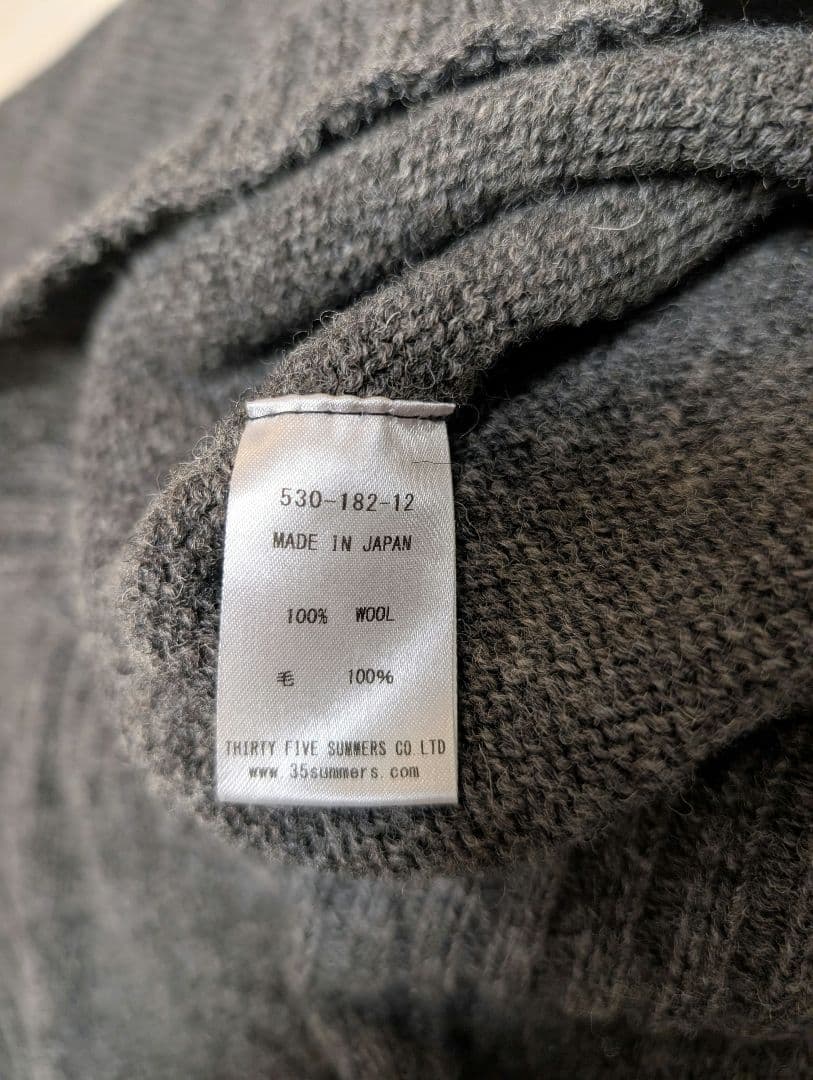 530-182-12
MADE IN JAPAN
100% WOOL
毛 100%
THIRTY FIVE SUMMERS CO LTD
www.35summers.com